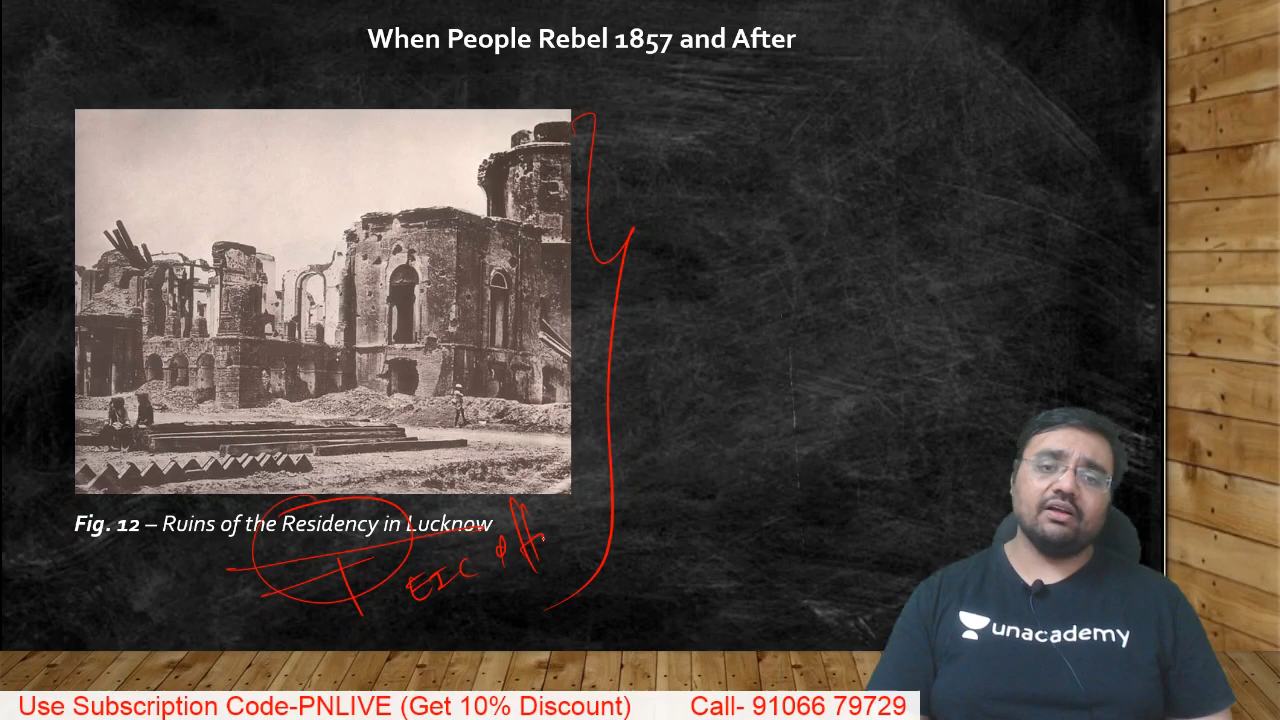 When People Rebel 1857 and After
Fig. 12 – Ruins of the Residency in Lucknow
EIC
unacademy
Use Subscription Code-PNLIVE (Get 10% Discount) Call- 91066 79729